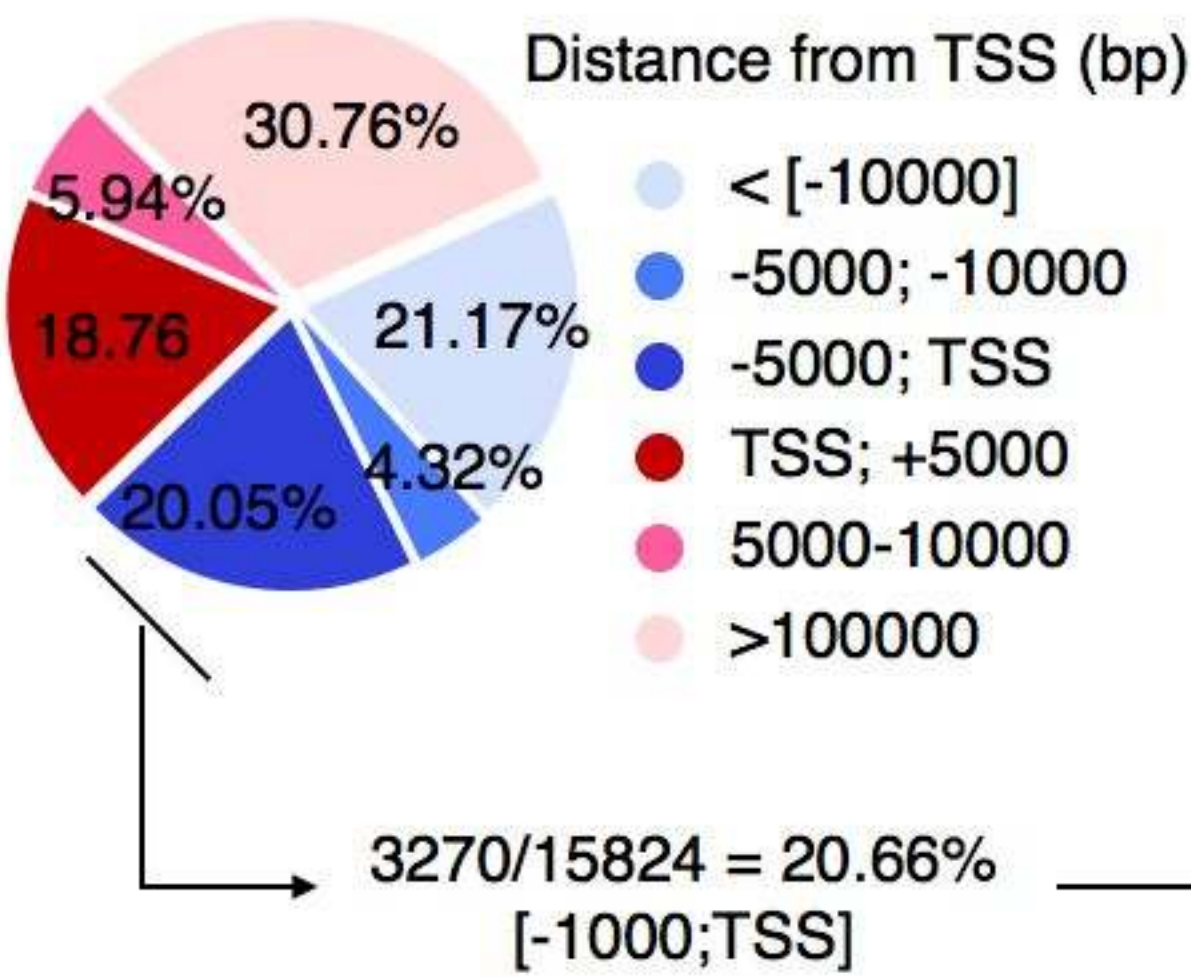 Distance from TSS (bp)
30.76%
5.94%
18.76
21.17%
4.32%
20.05%
< [-10000]
-5000; -10000
-5000; TSS
TSS; +5000
5000-10000
>100000
3270/15824 = 20.66%
[-1000;TSS]